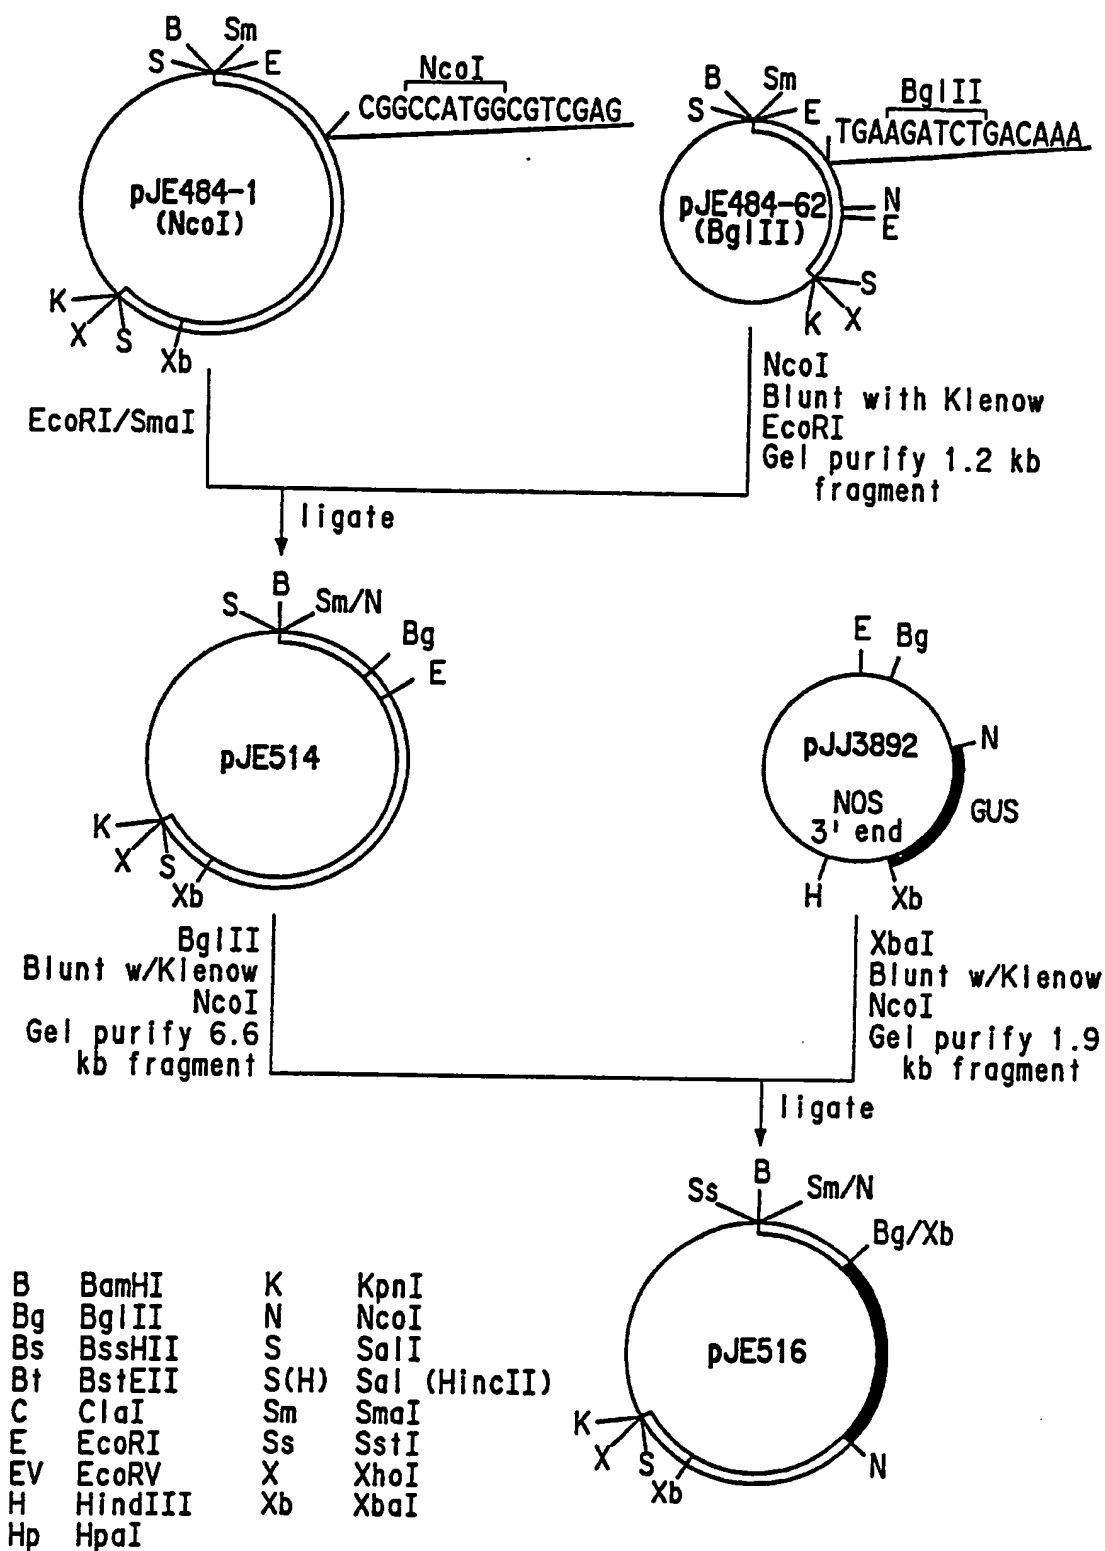 B
Sm
S
E
NcoI
CGGCCATGGCGTCGAG
pJE484-1
(NcoI)
K
X
S
Xb
B
Sm
S
E
BglII
TGAAGATCTGACAAA
pJE484-62
(BglII)
N
E
S
X
K
EcoRI/SmaI
NcoI
Blunt with Klenow
EcoRI
Gel purify 1.2 kb
fragment
ligate
B
S
Sm/N
Bg
E
pJE514
K
X
S
Xb
E
Bg
N
pJJ3892
NOS
3' end
GUS
H
Xb
BglII
Blunt w/Klenow
NcoI
Gel purify 6.6
kb fragment
XbaI
Blunt w/Klenow
NcoI
Gel purify 1.9
kb fragment
ligate
B
Ss
Sm/N
Bg/Xb
pJE516
K
X
S
Xb
N
B BamHI K KpnI
Bg BglII N NcoI
Bs BssHII S SalI
Bt BstEII S(H) Sal (HincII)
C ClaI Sm SmaI
E EcoRI Ss SstI
EV EcoRV X XhoI
H HindIII Xb XbaI
Hp HpaI